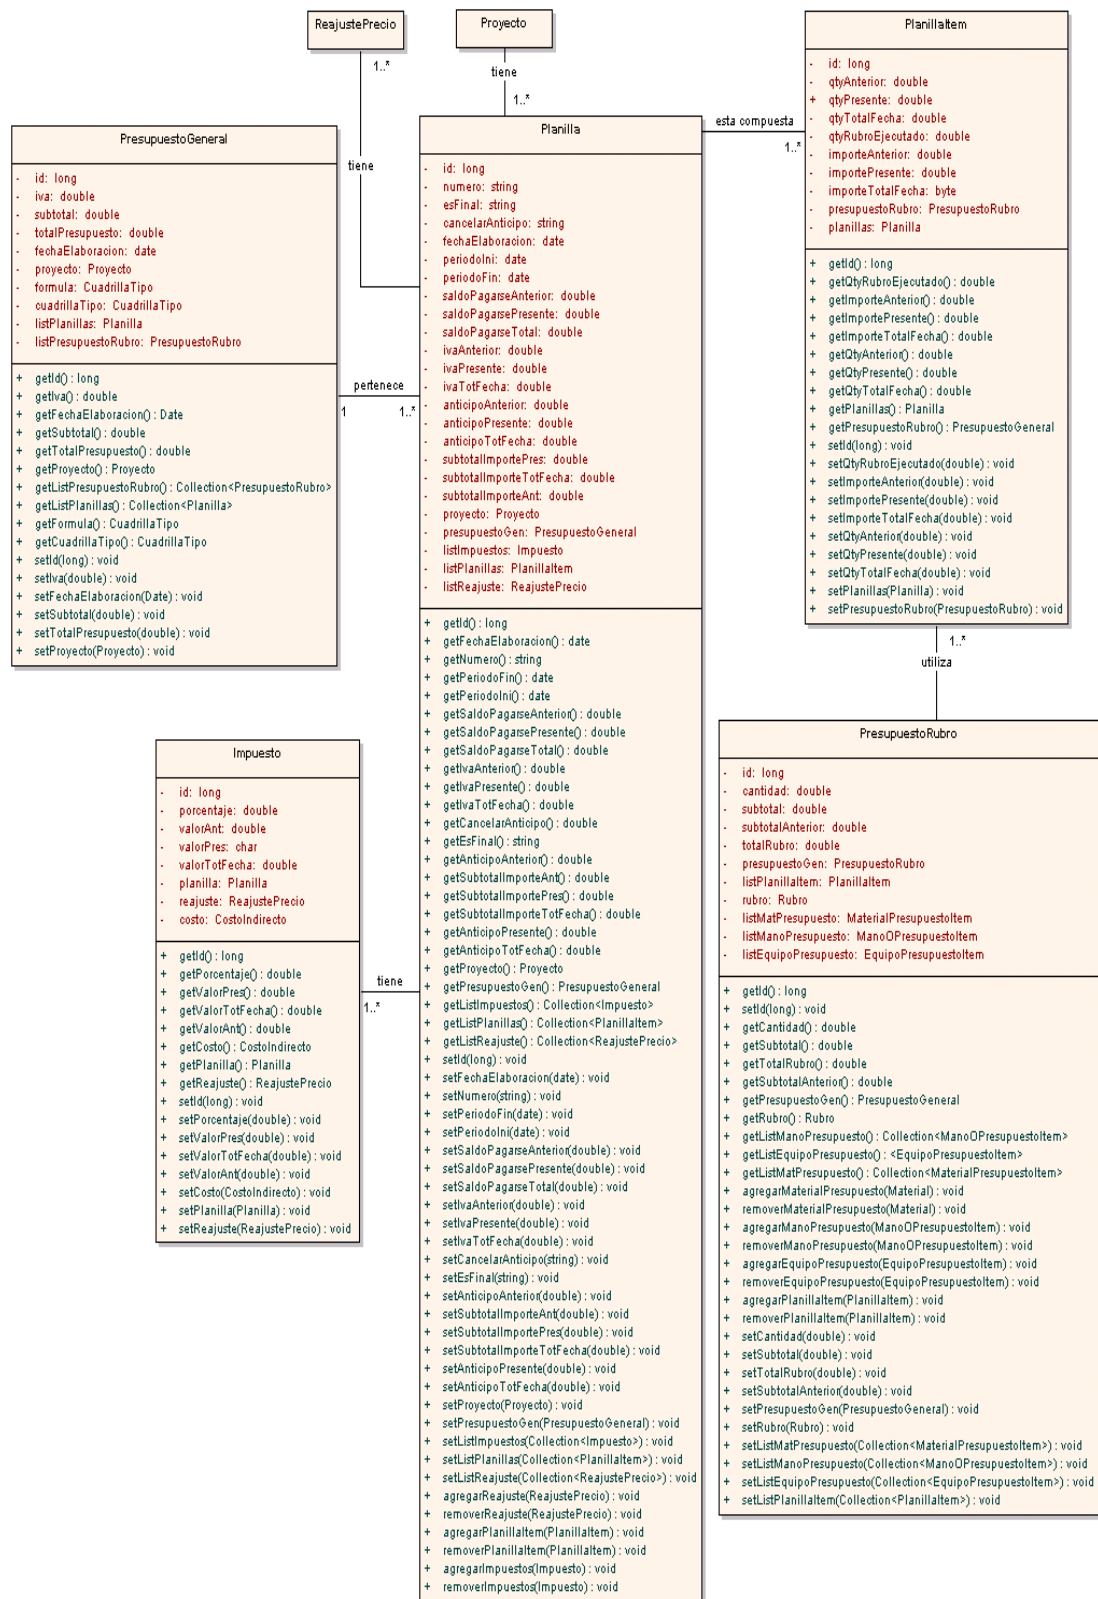 ReajustePrecio
1..*
tiene
Proyecto
tiene
1..*
PlanillaItem
- id: long
- qtyAnterior: double
+ qtyPresente: double
- qtyTotalFecha: double
- qtyRubroEjecutado: double
- importeAnterior: double
- importePresente: double
- importeTotalFecha: byte
- presupuestoRubro: PresupuestoRubro
- planillas: Planilla
+ getId() : long
+ getQtyRubroEjecutado() : double
+ getImporteAnterior() : double
+ getImportePresente() : double
+ getImporteTotalFecha() : double
+ getQtyAnterior() : double
+ getQtyPresente() : double
+ getQtyTotalFecha() : double
+ getPlanillas() : Planilla
+ getPresupuestoRubro() : PresupuestoGeneral
+ setId(long) : void
+ setQtyRubroEjecutado(double) : void
+ setImporteAnterior(double) : void
+ setImportePresente(double) : void
+ setImporteTotalFecha(double) : void
+ setQtyAnterior(double) : void
+ setQtyPresente(double) : void
+ setQtyTotalFecha(double) : void
+ setPlanillas(Planilla) : void
+ setPresupuestoRubro(PresupuestoRubro) : void
esta compuesta
1..*
PresupuestoGeneral
- id: long
- iva: double
- subtotal: double
- totalPresupuesto: double
- fechaElaboracion: date
- proyecto: Proyecto
- formula: CuadrillaTipo
- cuadrillaTipo: CuadrillaTipo
- listPlanillas: Planilla
- listPresupuestoRubro: PresupuestoRubro
+ getId() : long
+ getIva() : double
+ getFechaElaboracion() : Date
+ getSubtotal() : double
+ getTotalPresupuesto() : double
+ getProyecto() : Proyecto
+ getListPresupuestoRubro() : Collection<PresupuestoRubro>
+ getListPlanillas() : Collection<Planilla>
+ getFormula() : CuadrillaTipo
+ getCuadrillaTipo() : CuadrillaTipo
+ setId(long) : void
+ setIva(double) : void
+ setFechaElaboracion(Date) : void
+ setSubtotal(double) : void
+ setTotalPresupuesto(double) : void
+ setProyecto(Proyecto) : void
pertenece
1
1..*
Planilla
- id: long
- numero: string
- esFinal: string
- cancelarAnticipo: string
- fechaElaboracion: date
- periodoIni: date
- periodoFin: date
- saldoPagarseAnterior: double
- saldoPagarsePresente: double
- saldoPagarseTotal: double
- ivaAnterior: double
- ivaPresente: double
- ivaTotFecha: double
- anticipoAnterior: double
- anticipoPresente: double
- anticipoTotFecha: double
- subtotalImportePres: double
- subtotalImporteTotFecha: double
- subtotalImporteAnt: double
- proyecto: Proyecto
- presupuestoGen: PresupuestoGeneral
- listImpuestos: Impuesto
- listPlanillas: PlanillaItem
- listReajuste: ReajustePrecio
+ getId() : long
+ getFechaElaboracion() : date
+ getNumero() : string
+ getPeriodoFin() : date
+ getPeriodoIni() : date
+ getSaldoPagarseAnterior() : double
+ getSaldoPagarsePresente() : double
+ getSaldoPagarseTotal() : double
+ getIvaAnterior() : double
+ getIvaPresente() : double
+ getIvaTotFecha() : double
+ getCancelarAnticipo() : double
+ getEsFinal() : string
+ getAnticipoAnterior() : double
+ getSubtotalImporteAnt() : double
+ getSubtotalImportePres() : double
+ getSubtotalImporteTotFecha() : double
+ getAnticipoPresente() : double
+ getAnticipoTotFecha() : double
+ getProyecto() : Proyecto
+ getPresupuestoGen() : PresupuestoGeneral
+ getListImpuestos() : Collection<Impuesto>
+ getListPlanillas() : Collection<PlanillaItem>
+ getListReajuste() : Collection<ReajustePrecio>
+ setId(long) : void
+ setFechaElaboracion(date) : void
+ setNumero(string) : void
+ setPeriodoFin(date) : void
+ setPeriodoIni(date) : void
+ setSaldoPagarseAnterior(double) : void
+ setSaldoPagarsePresente(double) : void
+ setSaldoPagarseTotal(double) : void
+ setIvaAnterior(double) : void
+ setIvaPresente(double) : void
+ setIvaTotFecha(double) : void
+ setCancelarAnticipo(string) : void
+ setEsFinal(string) : void
+ setAnticipoAnterior(double) : void
+ setSubtotalImporteAnt(double) : void
+ setSubtotalImportePres(double) : void
+ setSubtotalImporteTotFecha(double) : void
+ setAnticipoPresente(double) : void
+ setAnticipoTotFecha(double) : void
+ setProyecto(Proyecto) : void
+ setPresupuestoGen(PresupuestoGeneral) : void
+ setListImpuestos(Collection<Impuesto>) : void
+ setListPlanillas(Collection<PlanillaItem>) : void
+ setListReajuste(Collection<ReajustePrecio>) : void
+ agregarReajuste(ReajustePrecio) : void
+ removerReajuste(ReajustePrecio) : void
+ agregarPlanillaItem(PlanillaItem) : void
+ removerPlanillaItem(PlanillaItem) : void
+ agregarImpuestos(Impuesto) : void
+ removerImpuestos(Impuesto) : void
1..*
utiliza
Impuesto
- id: long
- porcentaje: double
- valorAnt: double
- valorPres: char
- valorTotFecha: double
- planilla: Planilla
- reajuste: ReajustePrecio
- costo: CostoIndirecto
+ getId() : long
+ getPorcentaje() : double
+ getValorPres() : double
+ getValorTotFecha() : double
+ getValorAnt() : double
+ getCosto() : CostoIndirecto
+ getPlanilla() : Planilla
+ getReajuste() : ReajustePrecio
+ setId(long) : void
+ setPorcentaje(double) : void
+ setValorPres(double) : void
+ setValorTotFecha(double) : void
+ setValorAnt(double) : void
+ setCosto(CostoIndirecto) : void
+ setPlanilla(Planilla) : void
+ setReajuste(ReajustePrecio) : void
tiene
1..*
PresupuestoRubro
- id: long
- cantidad: double
- subtotal: double
- subtotalAnterior: double
- totalRubro: double
- presupuestoGen: PresupuestoRubro
- listPlanillaItem: PlanillaItem
- rubro: Rubro
- listMatPresupuesto: MaterialPresupuestoItem
- listManoPresupuesto: ManoOPresupuestoItem
- listEquipoPresupuesto: EquipoPresupuestoItem
+ getId() : long
+ setId(long) : void
+ getCantidad() : double
+ getSubtotal() : double
+ getTotalRubro() : double
+ getSubtotalAnterior() : double
+ getPresupuestoGen() : PresupuestoGeneral
+ getRubro() : Rubro
+ getListManoPresupuesto() : Collection<ManoOPresupuestoItem>
+ getListEquipoPresupuesto() : <EquipoPresupuestoItem>
+ getListMatPresupuesto() : Collection<MaterialPresupuestoItem>
+ agregarMaterialPresupuesto(Material) : void
+ removerMaterialPresupuesto(Material) : void
+ agregarManoPresupuesto(ManoOPresupuestoItem) : void
+ removerManoPresupuesto(ManoOPresupuestoItem) : void
+ agregarEquipoPresupuesto(EquipoPresupuestoItem) : void
+ removerEquipoPresupuesto(EquipoPresupuestoItem) : void
+ agregarPlanillaItem(PlanillaItem) : void
+ removerPlanillaItem(PlanillaItem) : void
+ setCantidad(double) : void
+ setSubtotal(double) : void
+ setTotalRubro(double) : void
+ setSubtotalAnterior(double) : void
+ setPresupuestoGen(PresupuestoGeneral) : void
+ setRubro(Rubro) : void
+ setListMatPresupuesto(Collection<MaterialPresupuestoItem>) : void
+ setListManoPresupuesto(Collection<ManoOPresupuestoItem>) : void
+ setListEquipoPresupuesto(Collection<EquipoPresupuestoItem>) : void
+ setListPlanillaItem(Collection<PlanillaItem>) : void